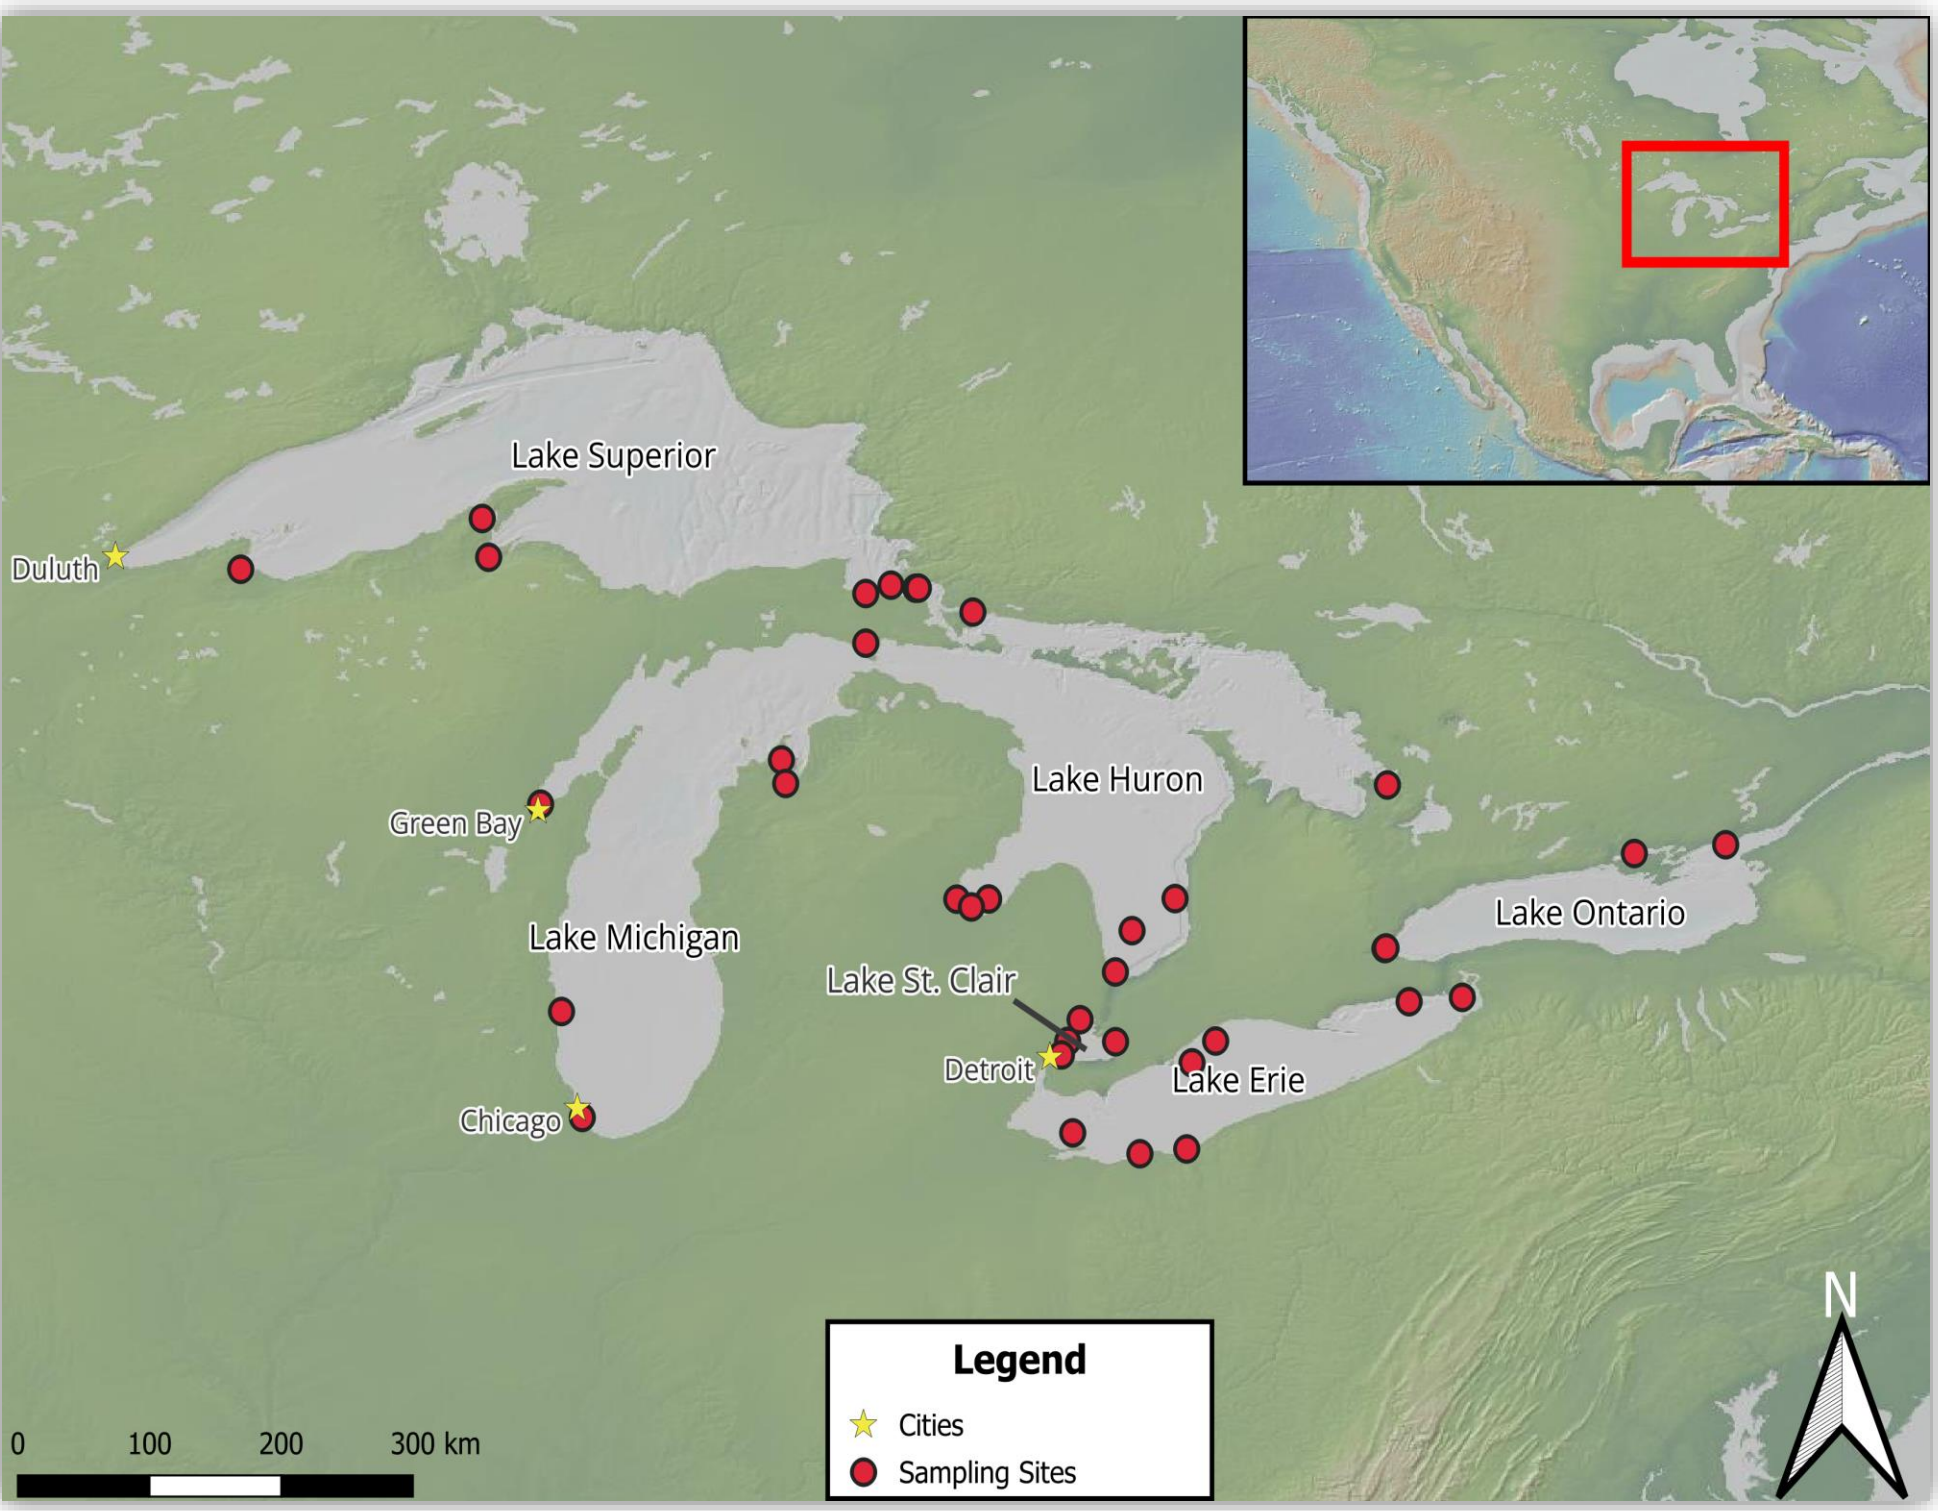 Lake Superior
Duluth
Lake Huron
Green Bay
Lake Ontario
Lake Michigan
Lake St. Clair
Detroit
Lake Erie
Chicago
N
Legend
Cities
Sampling Sites
0 100 200 300 km